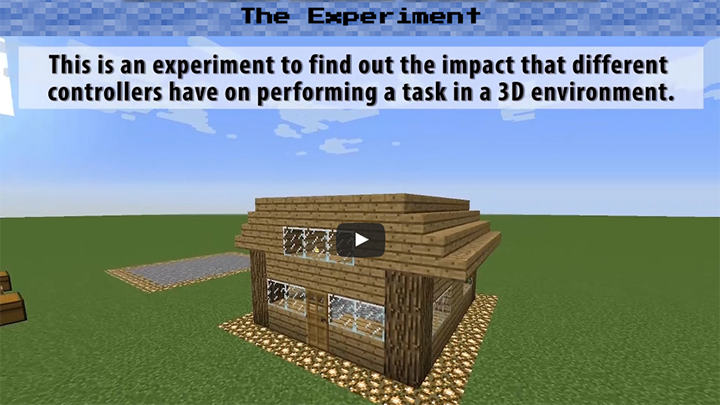 The Experiment
This is an experiment to find out the impact that different
controllers have on performing a task in a 3D environment.